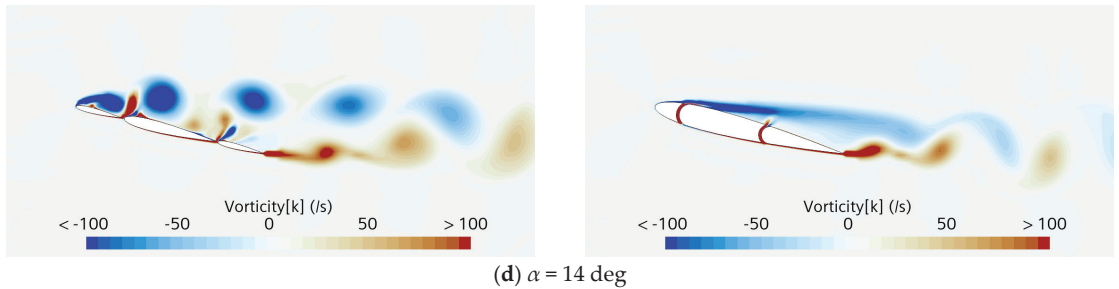 Vorticity[k] (/s)
< -100 -50 0 50 > 100
Vorticity[k] (/s)
< -100 -50 0 50 > 100
(d) α = 14 deg